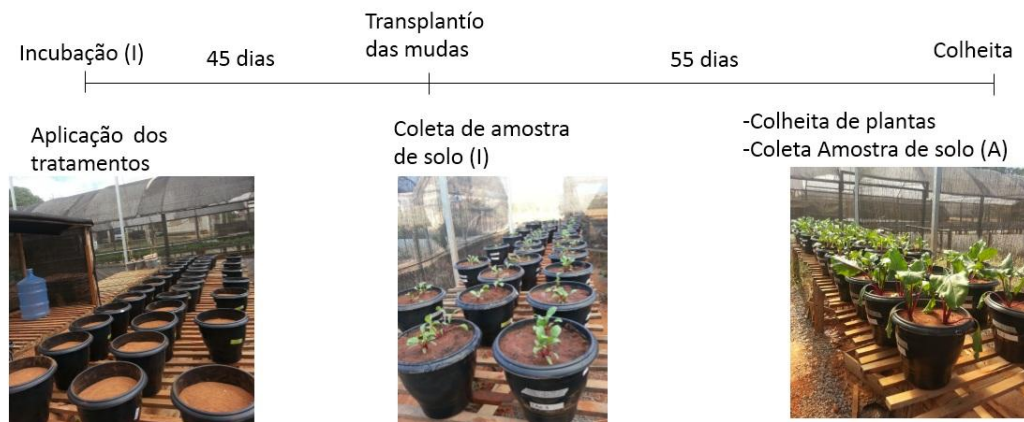 Incubação (I)
45 dias
Transplantío
das mudas
55 dias
Colheita
Aplicação dos
tratamentos
Coleta de amostra
de solo (I)
-Colheita de plantas
-Coleta Amostra de solo (A)